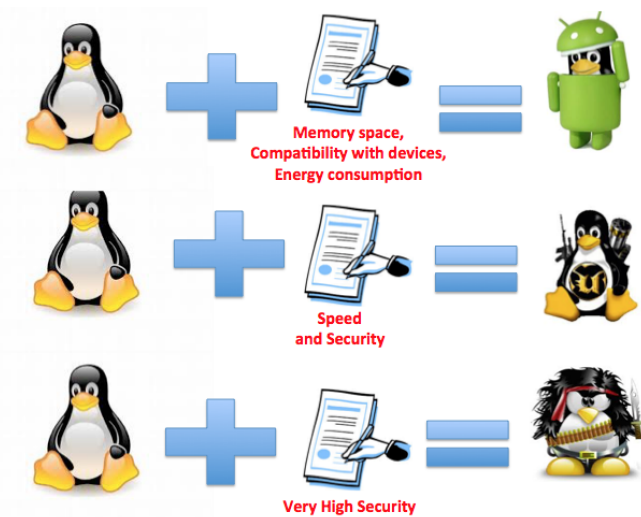 Memory space,
Compatibility with devices,
Energy consumption
Speed
and Security
Very High Security